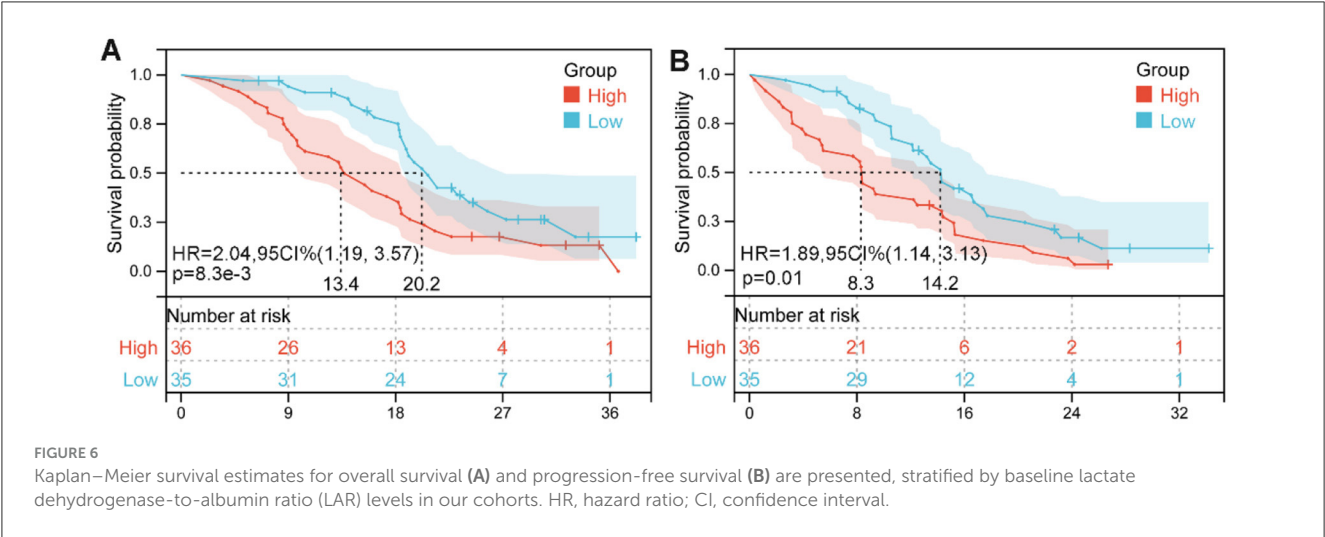 A
1.0
0.8
0.5
0.3
0.0
Survival probability
Group
High
Low
HR=2.04,95CI%(1.19, 3.57)
p=8.3e-3
13.4 20.2
Number at risk
High 36 26 13 4 1
Low 35 31 24 7 1
0 9 18 27 36
B
1.0
0.8
0.5
0.3
0.0
Survival probability
Group
High
Low
HR=1.89,95CI%(1.14, 3.13)
p=0.01
8.3 14.2
Number at risk
High 36 21 6 2 1
Low 35 29 12 4 1
0 8 16 24 32
FIGURE 6
Kaplan–Meier survival estimates for overall survival (A) and progression-free survival (B) are presented, stratified by baseline lactate
dehydrogenase-to-albumin ratio (LAR) levels in our cohorts. HR, hazard ratio; CI, confidence interval.